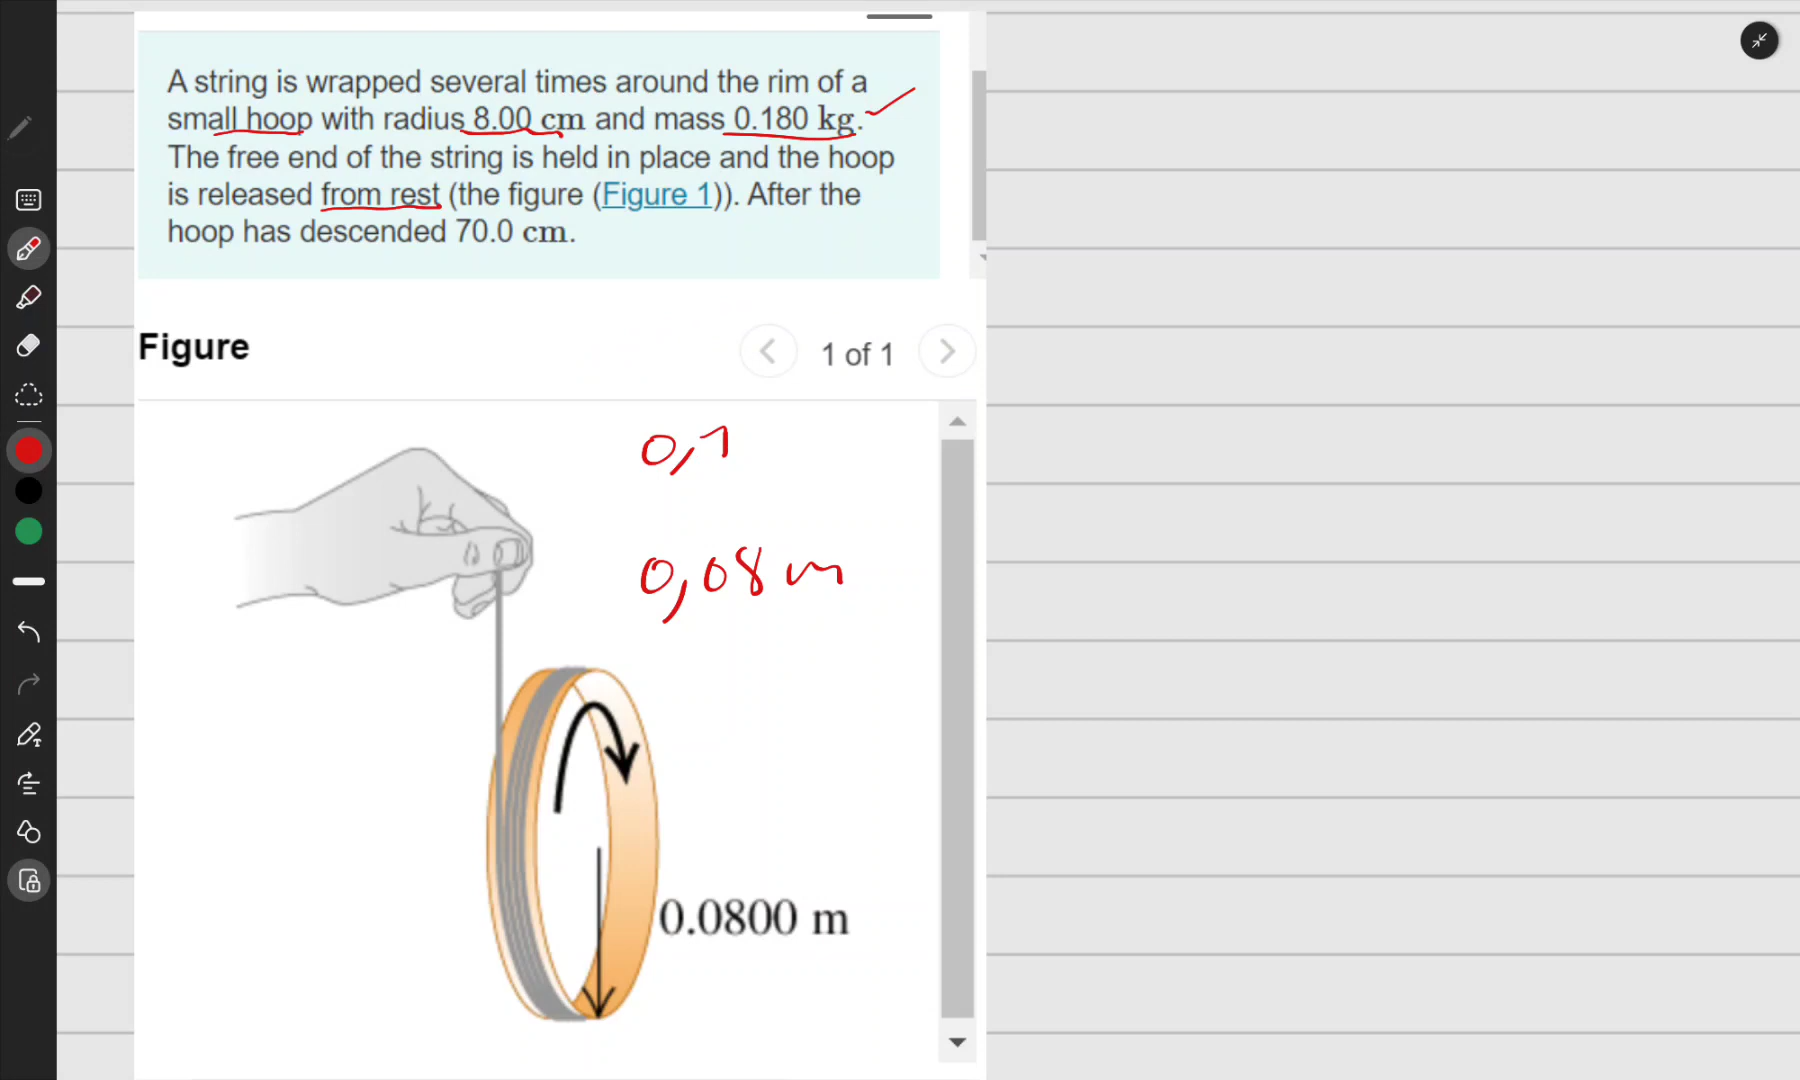 A string is wrapped several times around the rim of a
small hoop with radius 8.00 cm and mass 0.180 kg.
The free end of the string is held in place and the hoop
is released from rest (the figure (Figure 1)). After the
hoop has descended 70.0 cm.
Figure
1 of 1
0,7
0,08 m
0.0800 m